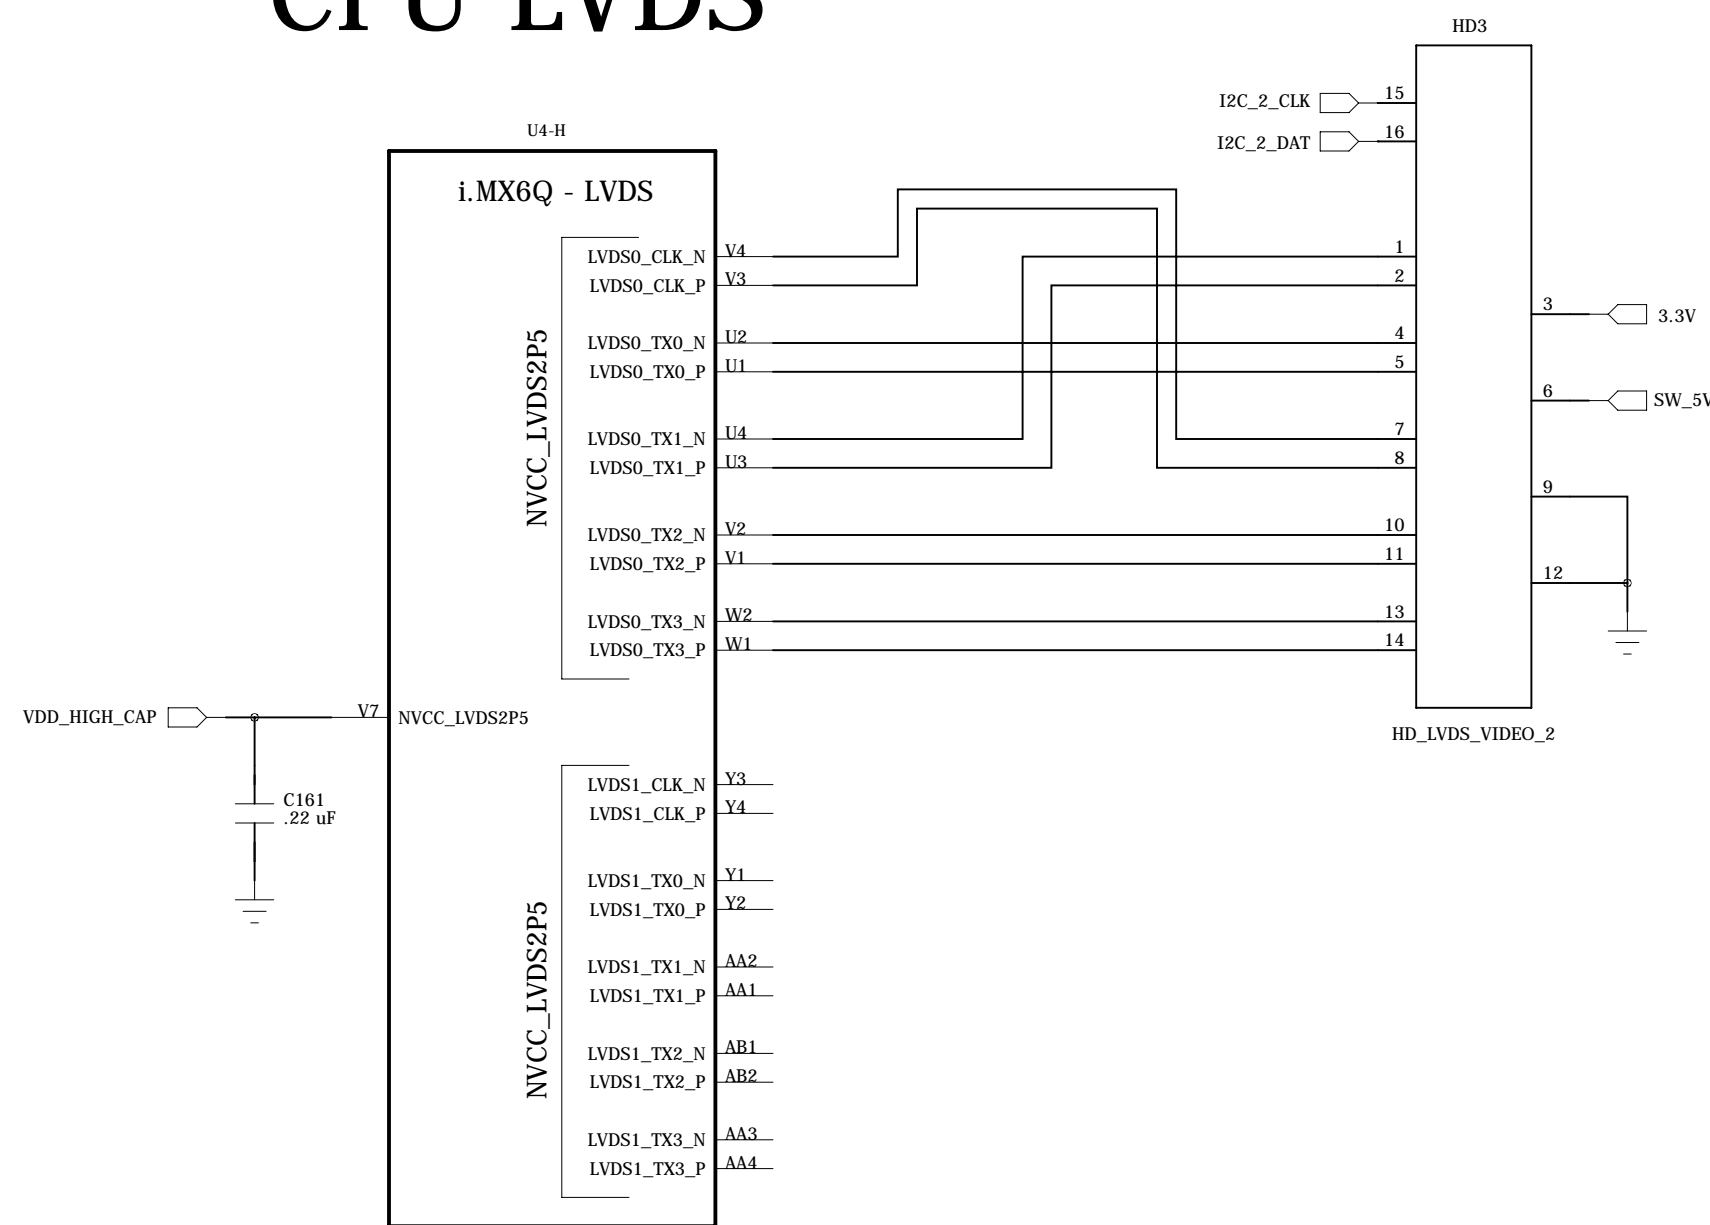 CPU LVDS
HD3
I2C_2_CLK
15
I2C_2_DAT
16
U4-H
i.MX6Q - LVDS
LVDS0_CLK_N V4
LVDS0_CLK_P V3
LVDS0_TX0_N U2
LVDS0_TX0_P U1
LVDS0_TX1_N U4
LVDS0_TX1_P U3
LVDS0_TX2_N V2
LVDS0_TX2_P V1
LVDS0_TX3_N W2
LVDS0_TX3_P W1
NVCC_LVDS2P5
1
2
4
5
7
8
10
11
13
14
3 3.3V
6 SW_5V
9
12
HD_LVDS_VIDEO_2
VDD_HIGH_CAP
V7 NVCC_LVDS2P5
C161
.22 uF
LVDS1_CLK_N Y3
LVDS1_CLK_P Y4
LVDS1_TX0_N Y1
LVDS1_TX0_P Y2
LVDS1_TX1_N AA2
LVDS1_TX1_P AA1
LVDS1_TX2_N AB1
LVDS1_TX2_P AB2
LVDS1_TX3_N AA3
LVDS1_TX3_P AA4
NVCC_LVDS2P5